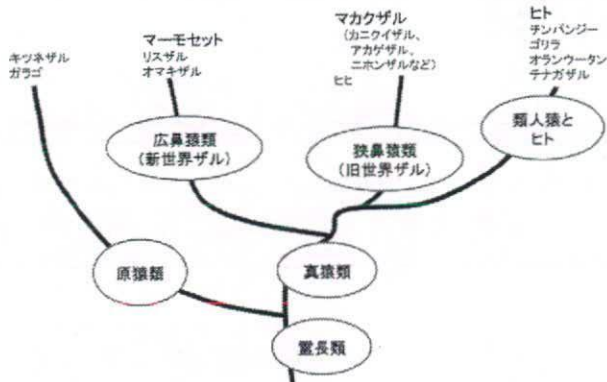 キツネザル
ガラゴ
マーモセット
リスザル
オマキザル
マカクザル
(カニクイザル、
アカゲザル、
ニホンザルなど)
ヒヒ
ヒト
チンパンジー
ゴリラ
オランウータン
テナガザル
広鼻猿類
(新世界ザル)
狭鼻猿類
(旧世界ザル)
類人猿と
ヒト
原猿類
真猿類
霊長類